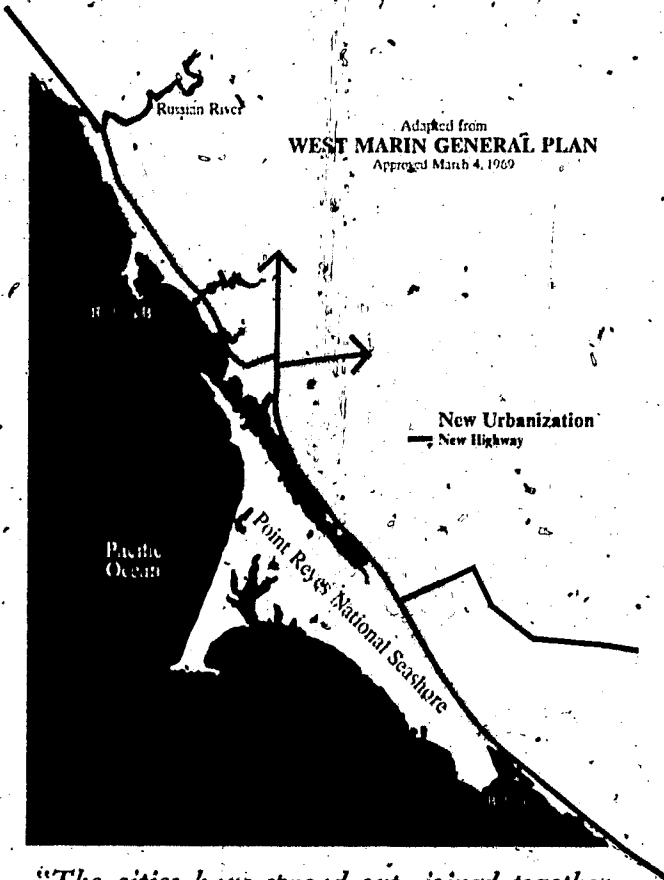 Russian River
Adapted from
WEST MARIN GENERAL PLAN
Approved March 4, 1969
New Urbanization
New Highway
Pacific
Ocean
Point Reyes National Seashore
"The cities have spread out, joined together